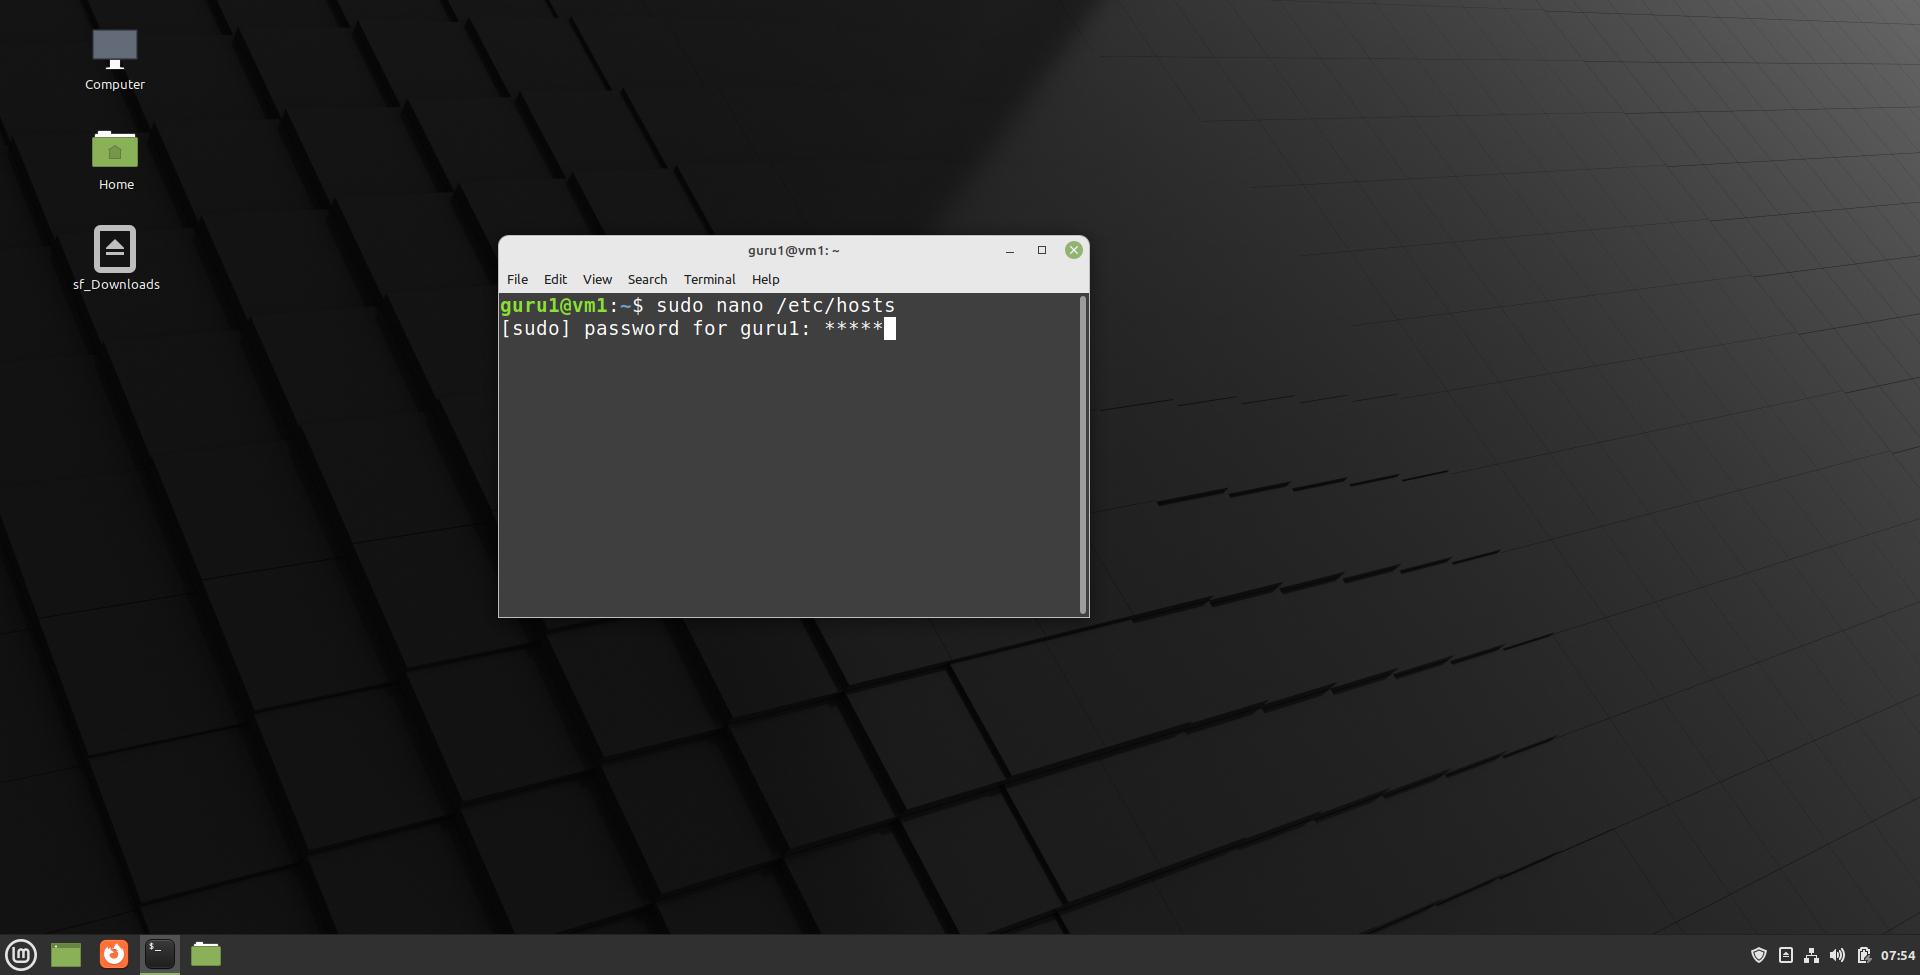 Computer
Home
sf_Downloads
guru1@vm1: ~
File Edit View Search Terminal Help
guru1@vm1:~$ sudo nano /etc/hosts
[sudo] password for guru1: *****
$_
07:54